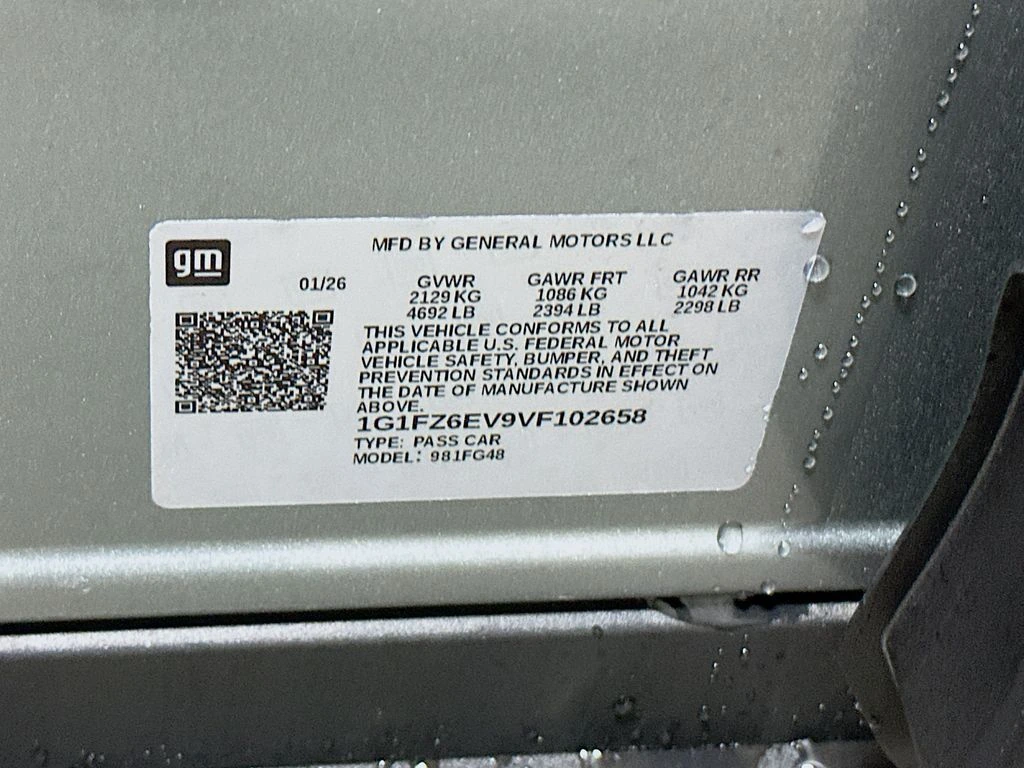 gm
MFD BY GENERAL MOTORS LLC
01/26 GVWR GAWR FRT GAWR RR
2129 KG 1086 KG 1042 KG
4692 LB 2394 LB 2298 LB
THIS VEHICLE CONFORMS TO ALL
APPLICABLE U.S. FEDERAL MOTOR
VEHICLE SAFETY, BUMPER, AND THEFT
PREVENTION STANDARDS IN EFFECT ON
THE DATE OF MANUFACTURE SHOWN
ABOVE.
1G1FZ6EV9VF102658
TYPE: PASS CAR
MODEL: 981FG48